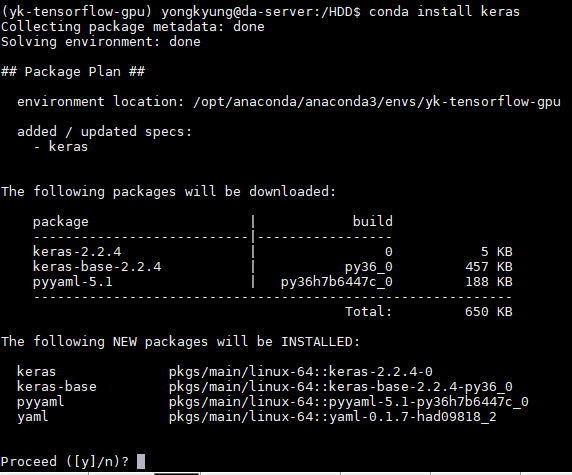 (yk-tensorflow-gpu) yongkyung@da-server:/HDD$ conda install keras
Collecting package metadata: done
Solving environment: done
## Package Plan ##
environment location: /opt/anaconda/anaconda3/envs/yk-tensorflow-gpu
added / updated specs:
- keras
The following packages will be downloaded:
package | build
---------------------------|-----------------
keras-2.2.4 | 0 5 KB
keras-base-2.2.4 | py36_0 457 KB
pyyaml-5.1 | py36h7b6447c_0 188 KB
------------------------------------------------------------
Total: 650 KB
The following NEW packages will be INSTALLED:
keras pkgs/main/linux-64::keras-2.2.4-0
keras-base pkgs/main/linux-64::keras-base-2.2.4-py36_0
pyyaml pkgs/main/linux-64::pyyaml-5.1-py36h7b6447c_0
yaml pkgs/main/linux-64::yaml-0.1.7-had09818_2
Proceed ([y]/n)?